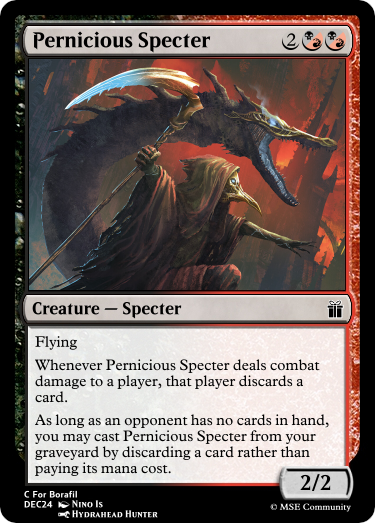 Pernicious Specter 2
Creature — Specter
Flying
Whenever Pernicious Specter deals combat
damage to a player, that player discards a
card.
As long as an opponent has no cards in hand,
you may cast Pernicious Specter from your
graveyard by discarding a card rather than
paying its mana cost.
2/2
C For Borafil
DEC24 Nino Is
Hydrahead Hunter
© MSE Community